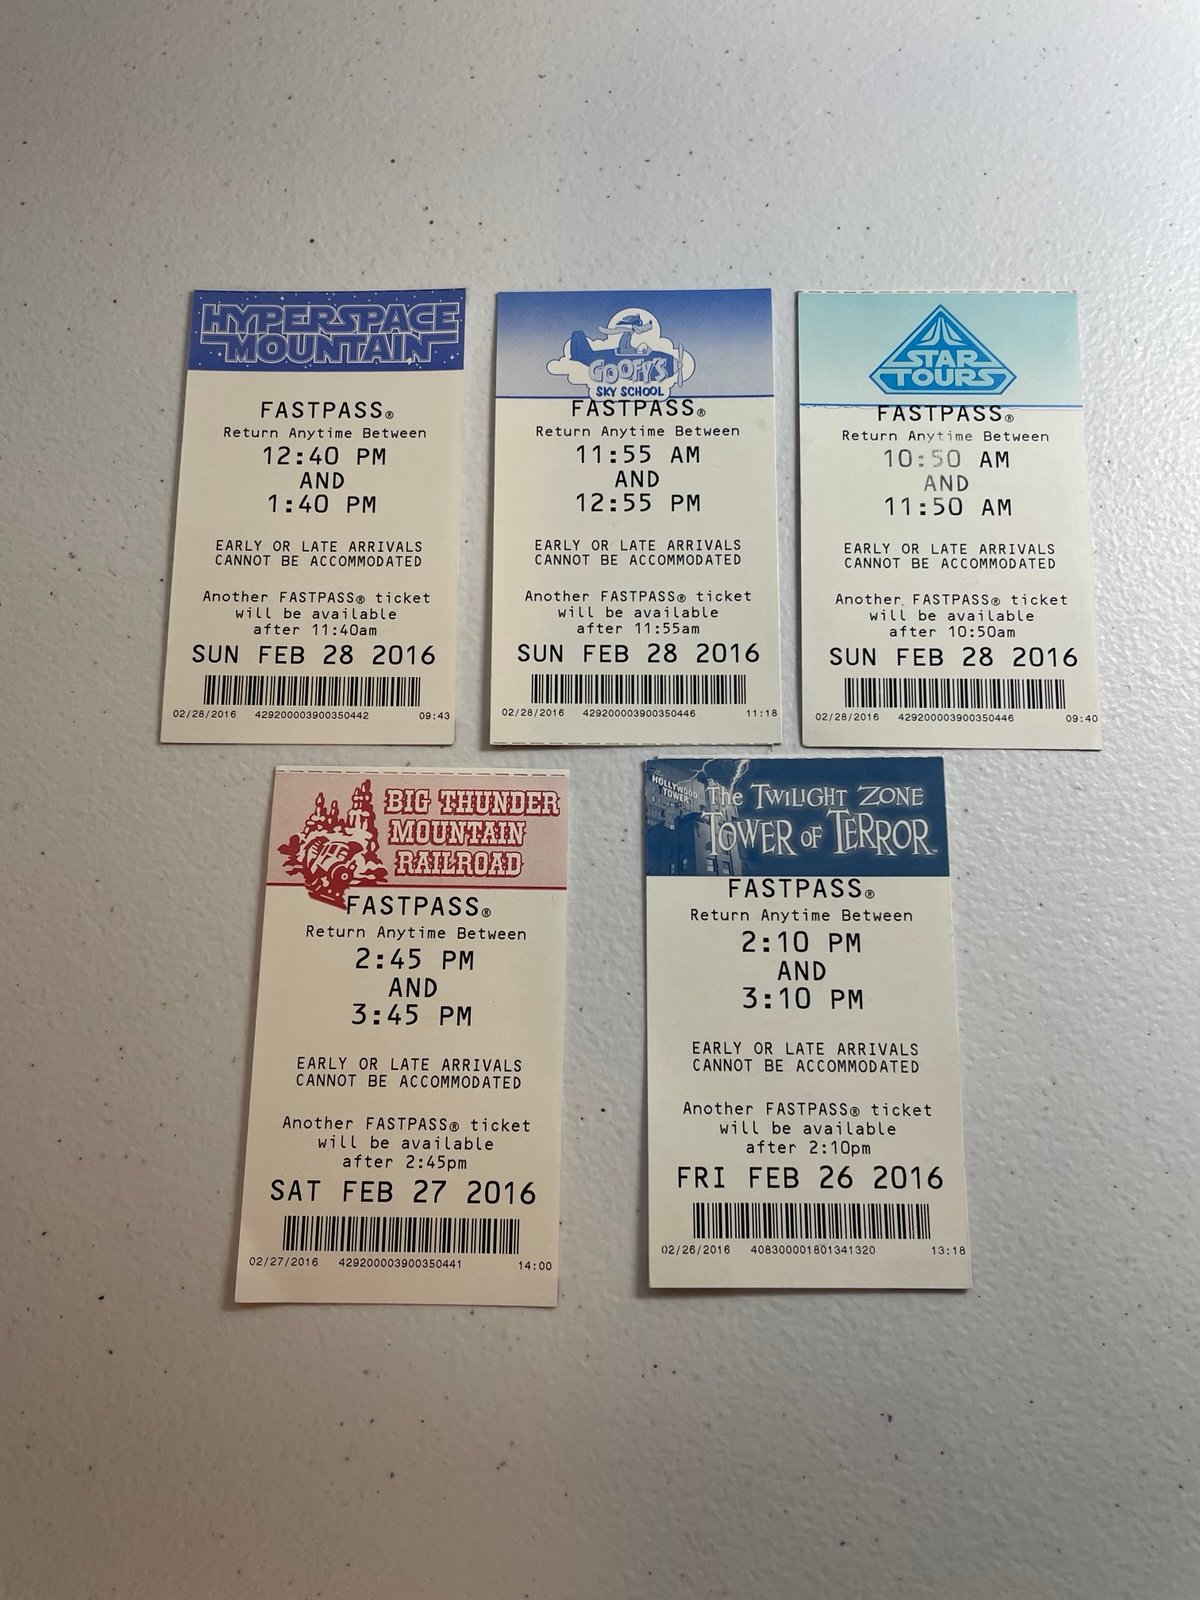 HYPERSPACE
MOUNTAIN
FASTPASS®
Return Anytime Between
12:40 PM
AND
1:40 PM
EARLY OR LATE ARRIVALS
CANNOT BE ACCOMMODATED
Another FASTPASS® ticket
will be available
after 11:40am
SUN FEB 28 2016
02/28/2016 429200003900350442 09:43
GOOFY'S
SKY SCHOOL
FASTPASS®
Return Anytime Between
11:55 AM
AND
12:55 PM
EARLY OR LATE ARRIVALS
CANNOT BE ACCOMMODATED
Another FASTPASS® ticket
will be available
after 11:55am
SUN FEB 28 2016
02/28/2016 429200003900350446 11:18
STAR
TOURS
FASTPASS®
Return Anytime Between
10:50 AM
AND
11:50 AM
EARLY OR LATE ARRIVALS
CANNOT BE ACCOMMODATED
Another FASTPASS® ticket
will be available
after 10:50am
SUN FEB 28 2016
02/28/2016 429200003900350446 09:40
BIG THUNDER
MOUNTAIN
RAILROAD
FASTPASS®
Return Anytime Between
2:45 PM
AND
3:45 PM
EARLY OR LATE ARRIVALS
CANNOT BE ACCOMMODATED
Another FASTPASS® ticket
will be available
after 2:45pm
SAT FEB 27 2016
02/27/2016 429200003900350441 14:00
HOLLYWOOD
TOWER
The TWILIGHT ZONE
TOWER OF TERROR™
FASTPASS®
Return Anytime Between
2:10 PM
AND
3:10 PM
EARLY OR LATE ARRIVALS
CANNOT BE ACCOMMODATED
Another FASTPASS® ticket
will be available
after 2:10pm
FRI FEB 26 2016
02/26/2016 408300001801341320 13:18